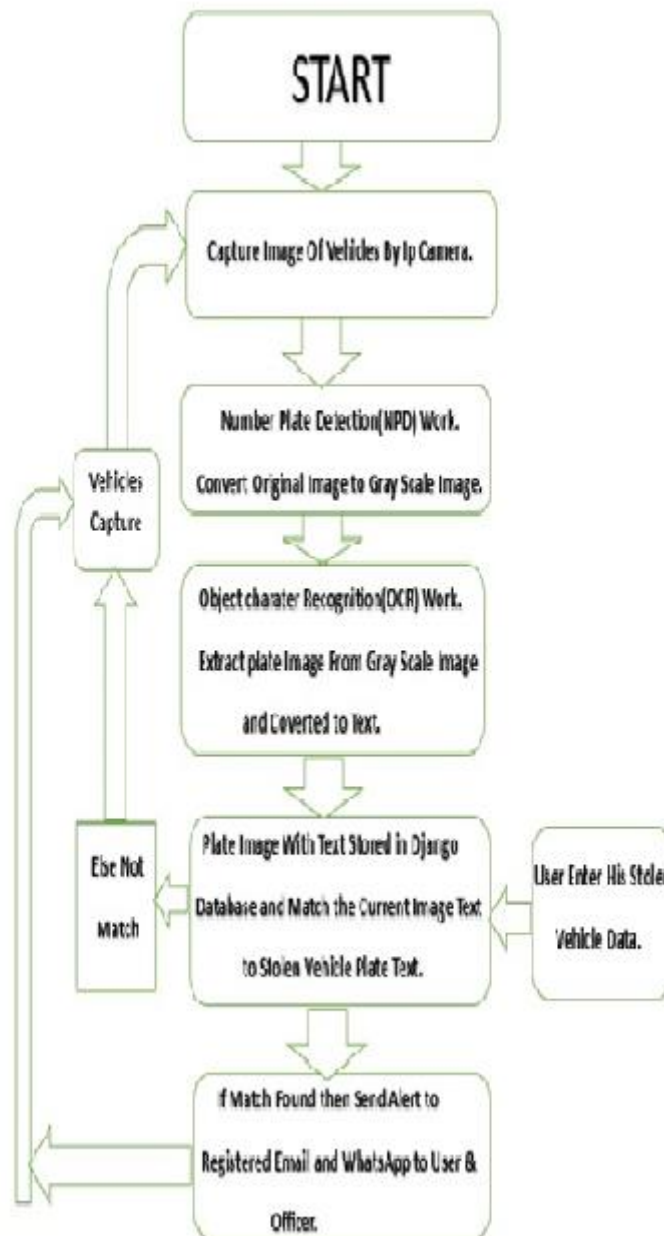 START
Capture Image Of Vehicles By Ip Camera.
Number Plate Detection(NPD) Work.
Convert Original Image to Gray Scale Image.
Vehicles
Capture
Object charater Recognition(OCR) Work.
Extract plate Image From Gray Scale Image
and Coverted to Text.
Plate Image With Text Stored in Django
Database and Match the Current Image Text
to Stolen Vehicle Plate Text.
Else Not
Match
User Enter His Stolen
Vehicle Data.
If Match Found then Send Alert to
Registered Email and WhatsApp to User &
Officer.